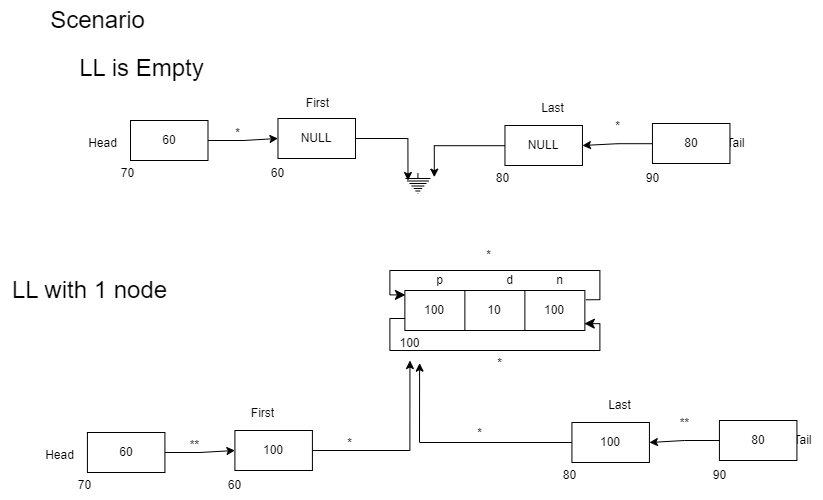 Scenario
LL is Empty
First
Last
Head 60 * NULL NULL * 80 Tail
70 60 80 90
*
p d n
LL with 1 node
100 10 100
100
*
First
Last
Head 60 ** 100 * * 100 ** 80 Tail
70 60 80 90